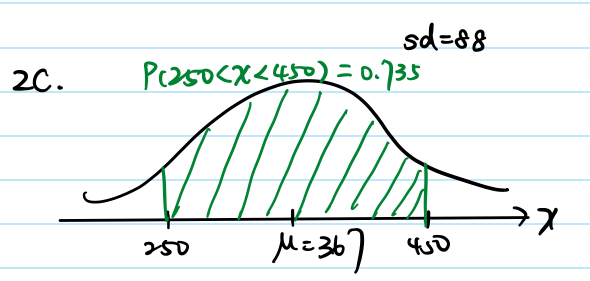 sd=88
2C. P(250<x<450) = 0.735
250 μ=367 450 x